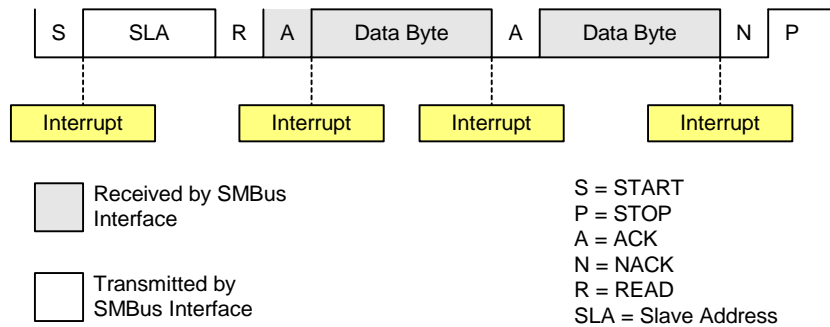 S SLA R A Data Byte A Data Byte N P
Interrupt Interrupt Interrupt Interrupt
Received by SMBus
Interface
Transmitted by
SMBus Interface
S = START
P = STOP
A = ACK
N = NACK
R = READ
SLA = Slave Address